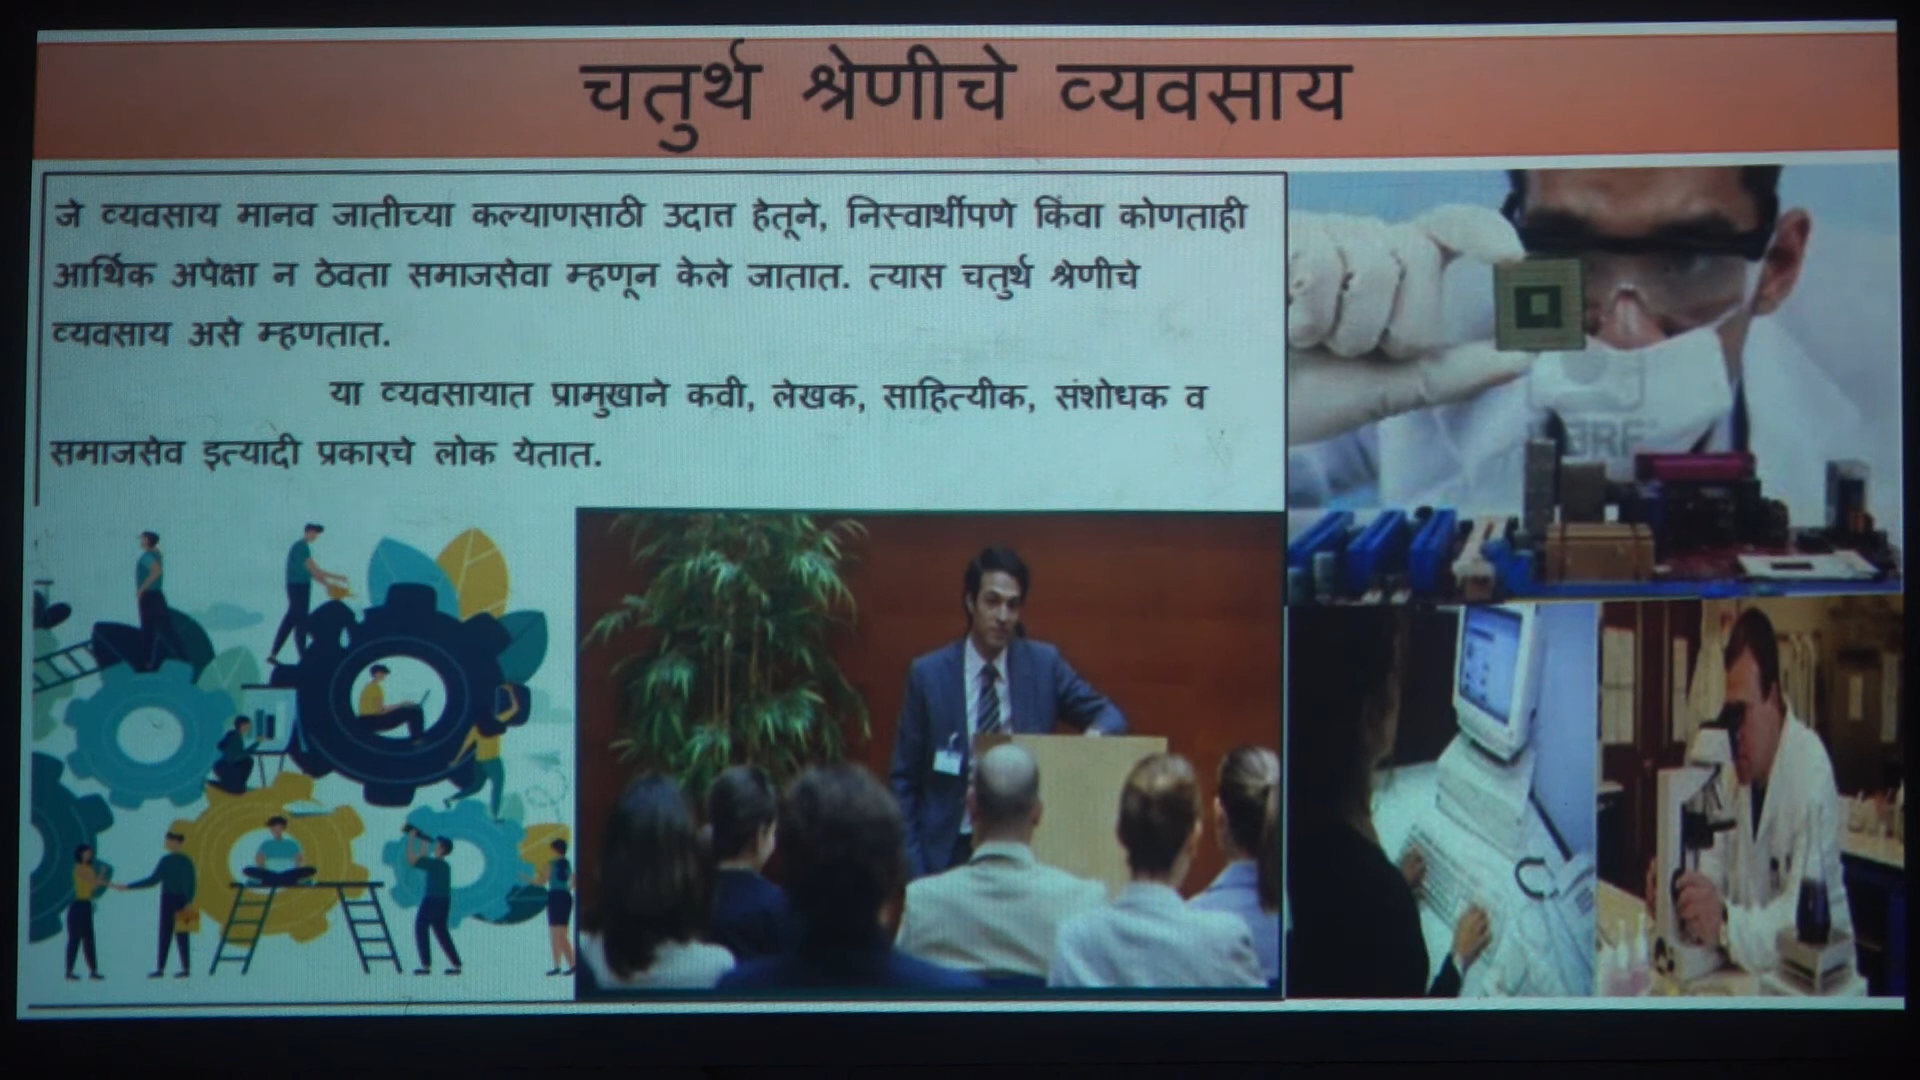 चतुर्थ श्रेणीचे व्यवसाय
जे व्यवसाय मानव जातीच्या कल्याणसाठी उदात्त हेतूने, निस्वार्थीपणे किंवा कोणताही
आर्थिक अपेक्षा न ठेवता समाजसेवा म्हणून केले जातात. त्यास चतुर्थ श्रेणीचे
व्यवसाय असे म्हणतात.
या व्यवसायात प्रामुखाने कवी, लेखक, साहित्यीक, संशोधक व
समाजसेव इत्यादी प्रकारचे लोक येतात.